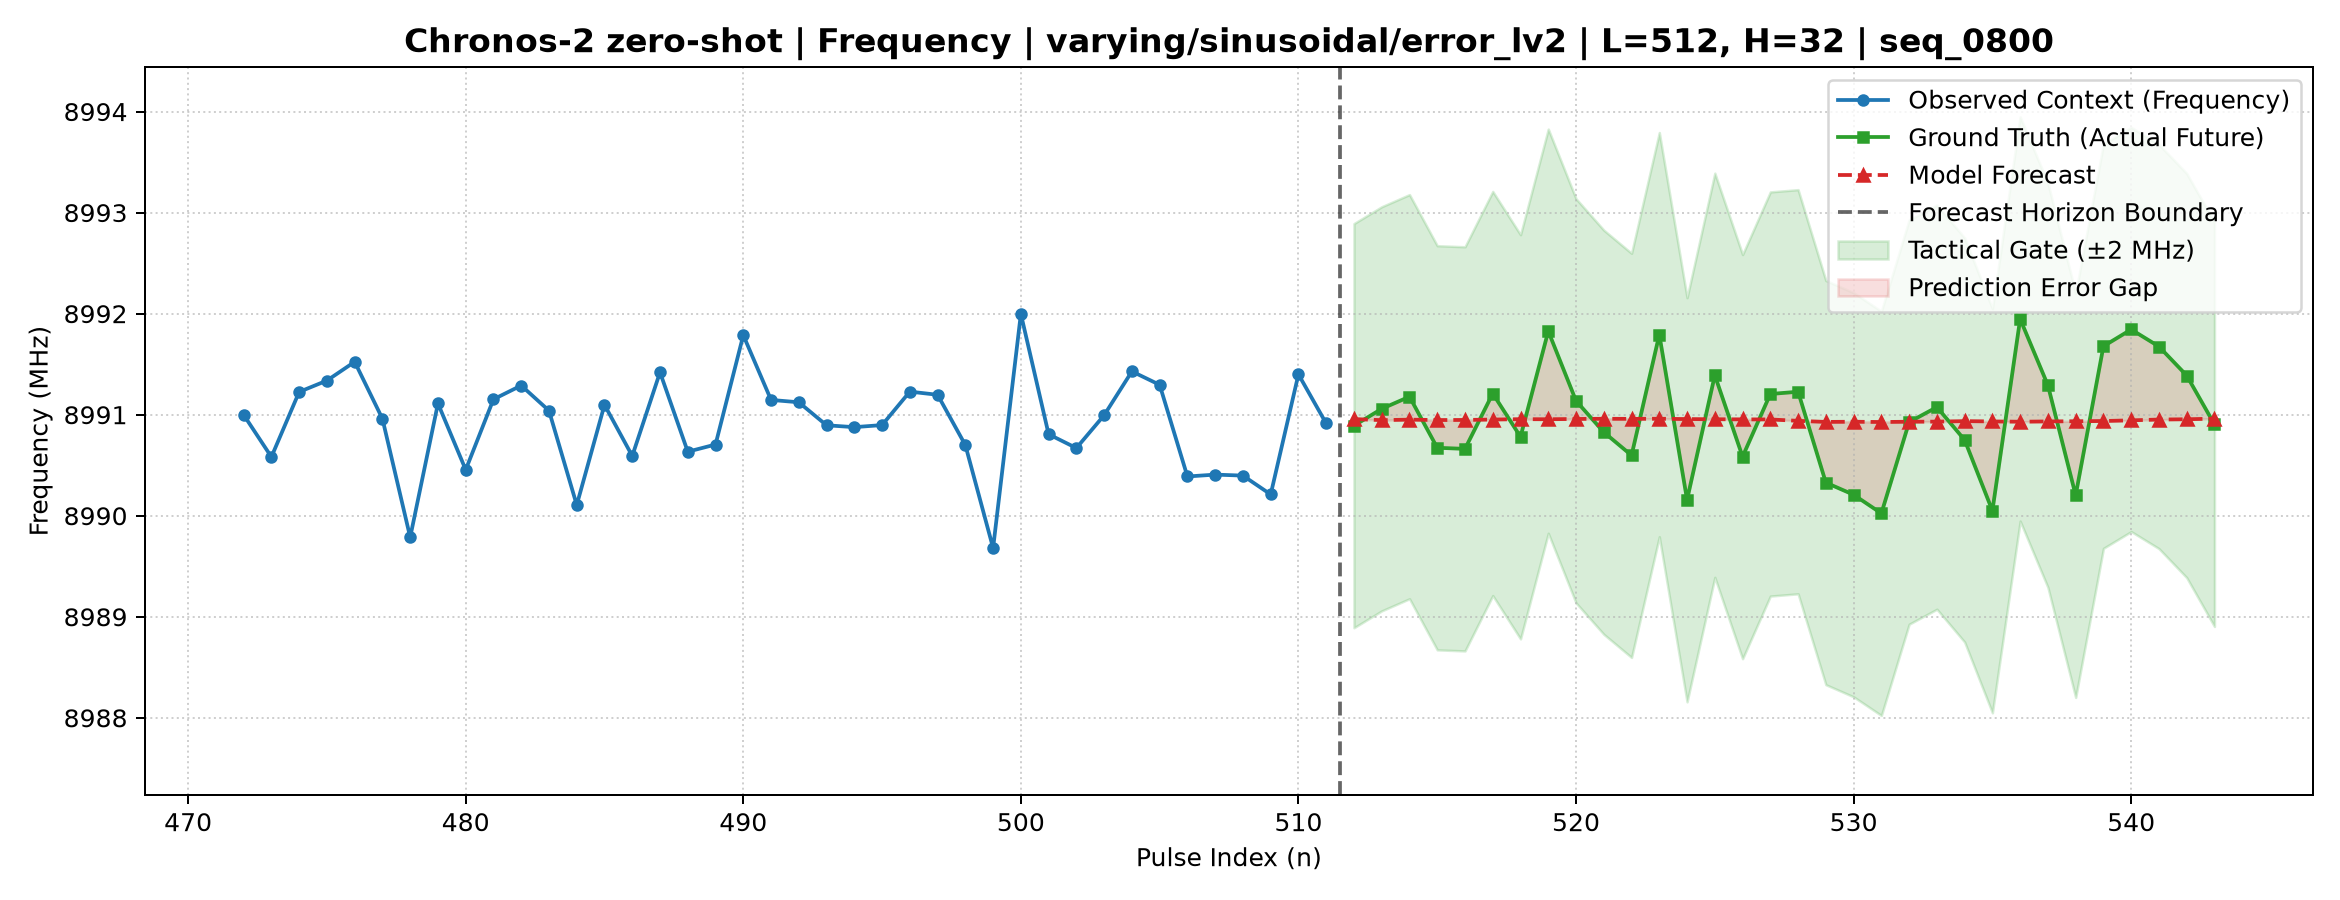 Chronos-2 zero-shot | Frequency | varying/sinusoidal/error_lv2 | L=512, H=32 | seq_0800
Frequency (MHz)
8994
8993
8992
8991
8990
8989
8988
Observed Context (Frequency)
Ground Truth (Actual Future)
Model Forecast
Forecast Horizon Boundary
Tactical Gate (±2 MHz)
Prediction Error Gap
470 480 490 500 510 520 530 540
Pulse Index (n)